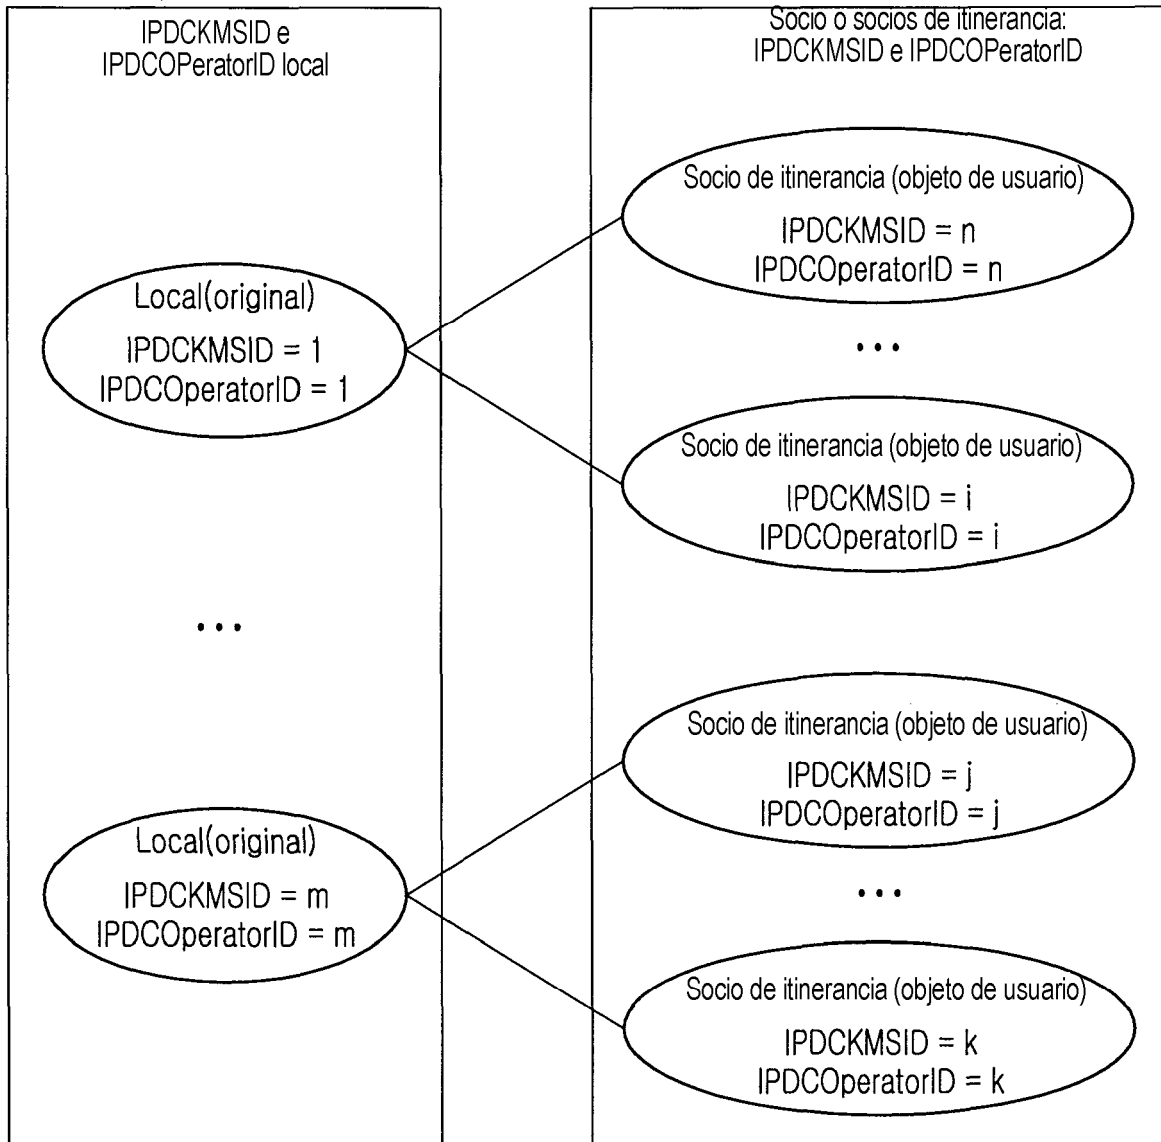 IPDCKMSID e
IPDCOPeratorID local
Local(original)
IPDCKMSID = 1
IPDCOperatorID = 1
...
Local(original)
IPDCKMSID = m
IPDCOperatorID = m
Socio o socios de itinerancia:
IPDCKMSID e IPDCOperatorID
Socio de itinerancia (objeto de usuario)
IPDCKMSID = n
IPDCOperatorID = n
...
Socio de itinerancia (objeto de usuario)
IPDCKMSID = i
IPDCOperatorID = i
Socio de itinerancia (objeto de usuario)
IPDCKMSID = j
IPDCOperatorID = j
...
Socio de itinerancia (objeto de usuario)
IPDCKMSID = k
IPDCOperatorID = k